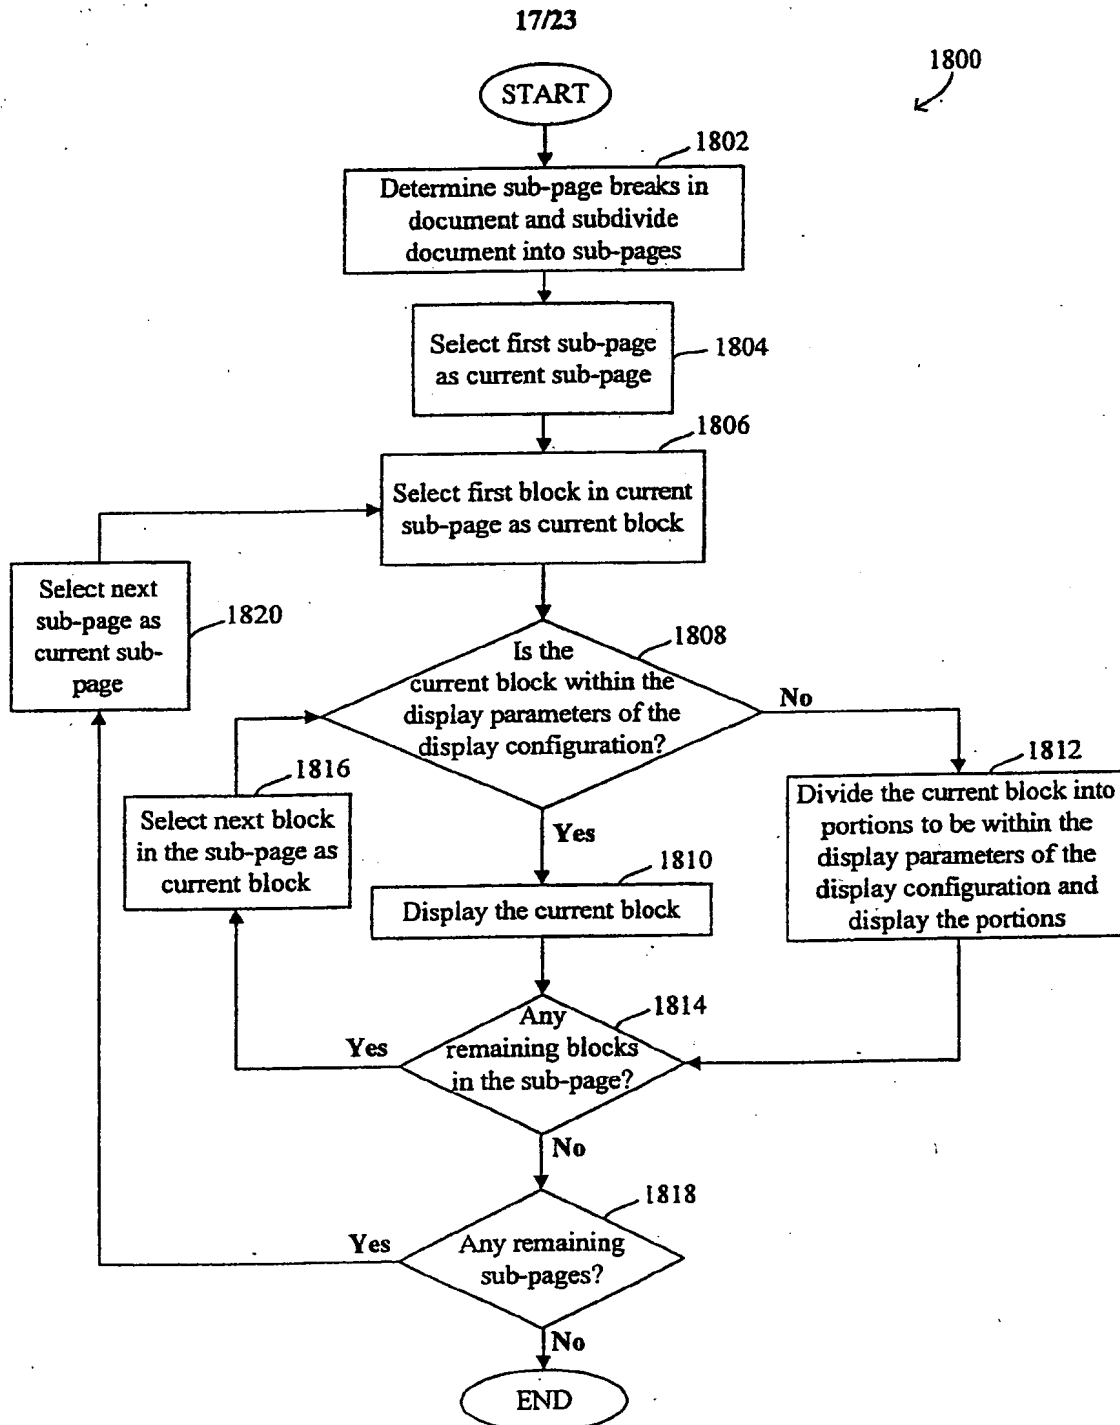 17/23
1800
START
1802
Determine sub-page breaks in
document and subdivide
document into sub-pages
Select first sub-page
as current sub-page
1804
1806
Select first block in current
sub-page as current block
Select next
sub-page as
current sub-
page
1820
1808
Is the
current block within the
display parameters of the
display configuration?
No
Yes
1816
Select next block
in the sub-page as
current block
1812
Divide the current block into
portions to be within the
display parameters of the
display configuration and
display the portions
1810
Display the current block
1814
Any
remaining blocks
in the sub-page?
Yes
No
1818
Any remaining
sub-pages?
Yes
No
END